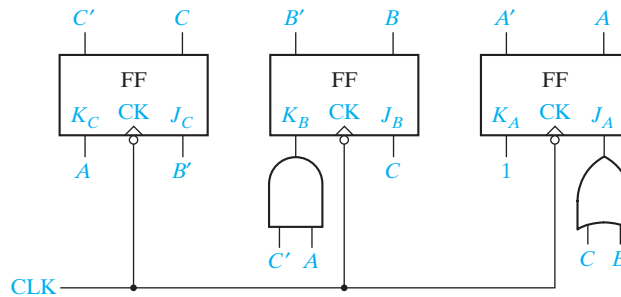 C′ C B′ B A′ A
FF FF FF
K_C CK J_C K_B CK J_B K_A CK J_A
A B′ C 1
C′ A C
CLK